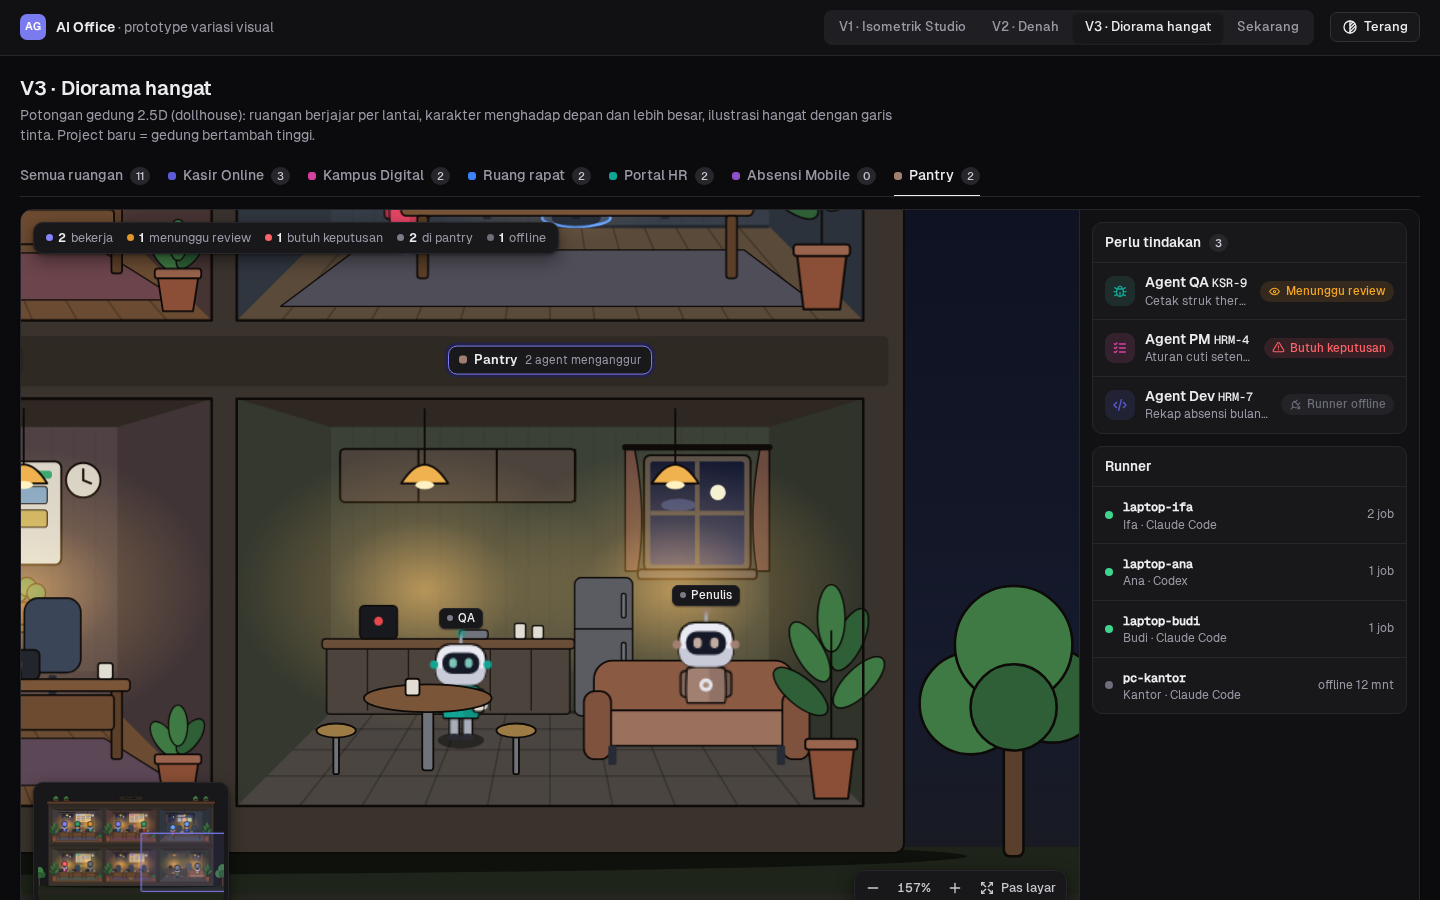 AG
AI Office · prototype variasi visual
V1 · Isometrik Studio
V2 · Denah
V3 · Diorama hangat
Sekarang
Terang
V3 · Diorama hangat
Potongan gedung 2.5D (dollhouse): ruangan berjajar per lantai, karakter menghadap depan dan lebih besar, ilustrasi hangat dengan garis
tinta. Project baru = gedung bertambah tinggi.
Semua ruangan 11
Kasir Online 3
Kampus Digital 2
Ruang rapat 2
Portal HR 2
Absensi Mobile 0
Pantry 2
2 bekerja
1 menunggu review
1 butuh keputusan
2 di pantry
1 offline
Pantry 2 agent menganggur
QA
Penulis
157%
Pas layar
Perlu tindakan 3
Agent QA KSR-9
Cetak struk ther...
Menunggu review
Agent PM HRM-4
Aturan cuti seten...
Butuh keputusan
Agent Dev HRM-7
Rekap absensi bulan...
Runner offline
Runner
laptop-ifa
Ifa · Claude Code
2 job
laptop-ana
Ana · Codex
1 job
laptop-budi
Budi · Claude Code
1 job
pc-kantor
Kantor · Claude Code
offline 12 mnt